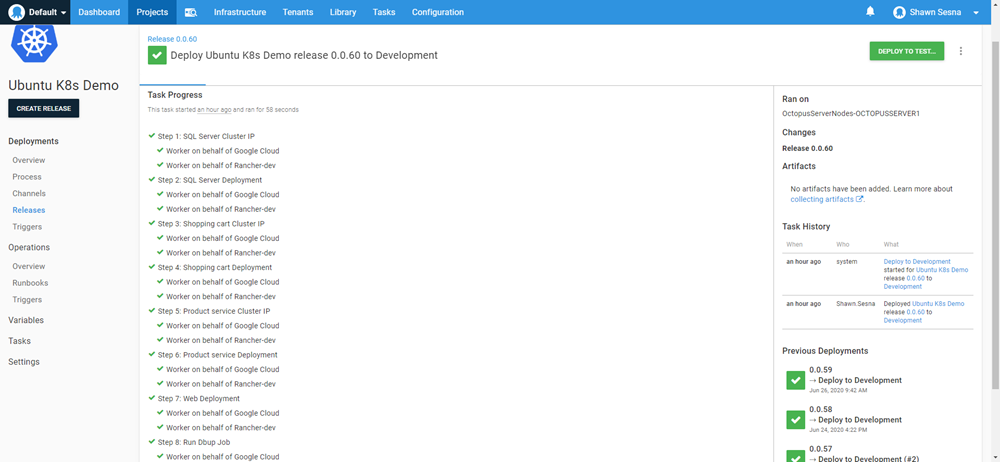 Default Dashboard Projects Infrastructure Tenants Library Tasks Configuration Shawn Sesna
Ubuntu K8s Demo
CREATE RELEASE
Deployments
Overview
Process
Channels
Releases
Triggers
Operations
Overview
Runbooks
Triggers
Variables
Tasks
Settings
Release 0.0.60
Deploy Ubuntu K8s Demo release 0.0.60 to Development
DEPLOY TO TEST...
Task Progress
This task started an hour ago and ran for 58 seconds
Step 1: SQL Server Cluster IP
Worker on behalf of Google Cloud
Worker on behalf of Rancher-dev
Step 2: SQL Server Deployment
Worker on behalf of Google Cloud
Worker on behalf of Rancher-dev
Step 3: Shopping cart Cluster IP
Worker on behalf of Google Cloud
Worker on behalf of Rancher-dev
Step 4: Shopping cart Deployment
Worker on behalf of Google Cloud
Worker on behalf of Rancher-dev
Step 5: Product service Cluster IP
Worker on behalf of Google Cloud
Worker on behalf of Rancher-dev
Step 6: Product service Deployment
Worker on behalf of Google Cloud
Worker on behalf of Rancher-dev
Step 7: Web Deployment
Worker on behalf of Google Cloud
Worker on behalf of Rancher-dev
Step 8: Run Dbup Job
Worker on behalf of Google Cloud
Ran on
OctopusServerNodes-OCTOPUSSERVER1
Changes
Release 0.0.60
Artifacts
No artifacts have been added. Learn more about
collecting artifacts.
Task History
When Who What
an hour ago system Deploy to Development
started for Ubuntu K8s Demo
release 0.0.60 to
Development
an hour ago Shawn.Sesna Deployed Ubuntu K8s Demo
release 0.0.60 to
Development
Previous Deployments
0.0.59
→ Deploy to Development
Jun 26, 2020 9:42 AM
0.0.58
→ Deploy to Development
Jun 24, 2020 4:22 PM
0.0.57
→ Deploy to Development (#2)